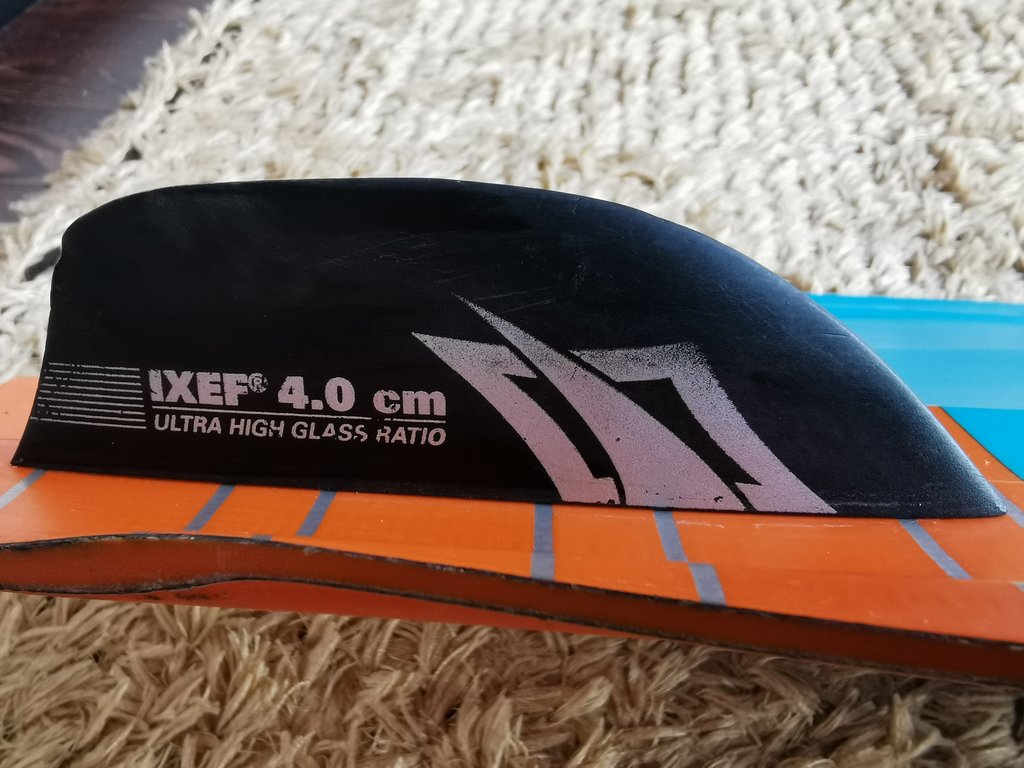 IXEF® 4.0 cm
ULTRA HIGH GLASS RATIO